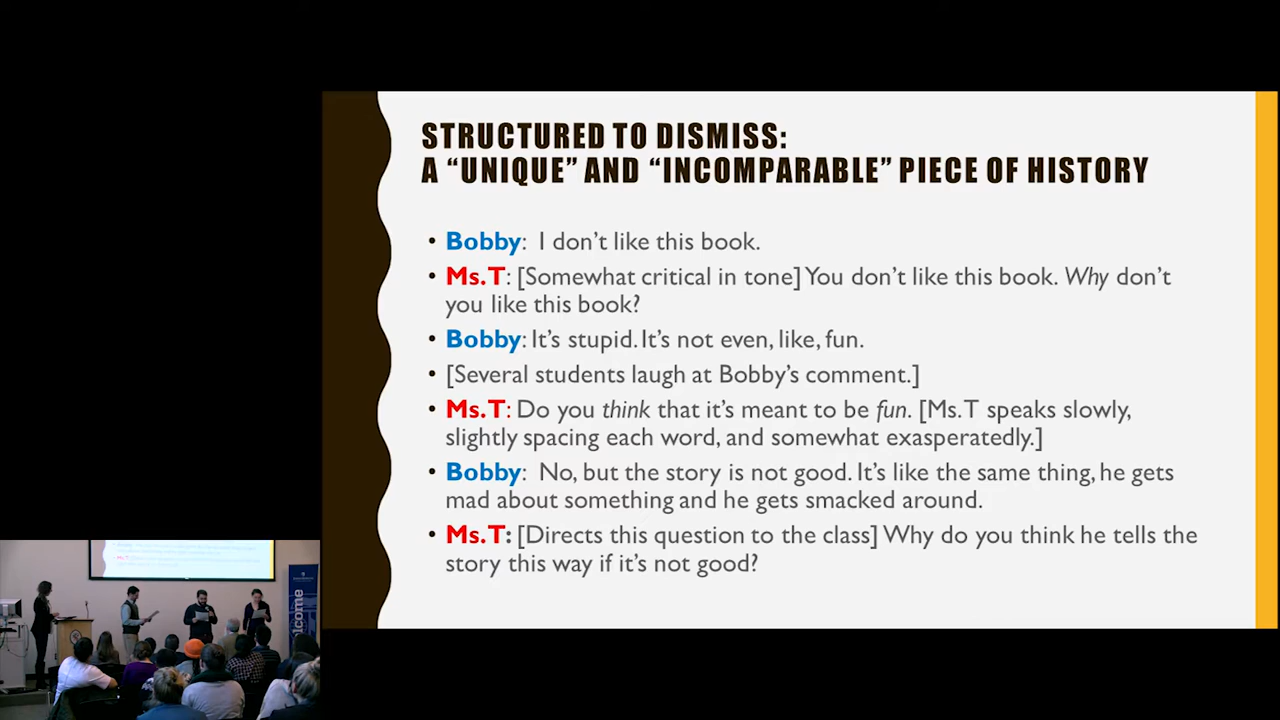 STRUCTURED TO DISMISS:
A “UNIQUE” AND “INCOMPARABLE” PIECE OF HISTORY
• Bobby: I don’t like this book.
• Ms.T: [Somewhat critical in tone] You don’t like this book. Why don’t
you like this book?
• Bobby: It’s stupid. It’s not even, like, fun.
• [Several students laugh at Bobby’s comment.]
• Ms.T: Do you think that it’s meant to be fun. [Ms.T speaks slowly,
slightly spacing each word, and somewhat exasperatedly.]
• Bobby: No, but the story is not good. It’s like the same thing, he gets
mad about something and he gets smacked around.
• Ms.T: [Directs this question to the class] Why do you think he tells the
story this way if it’s not good?
elcome